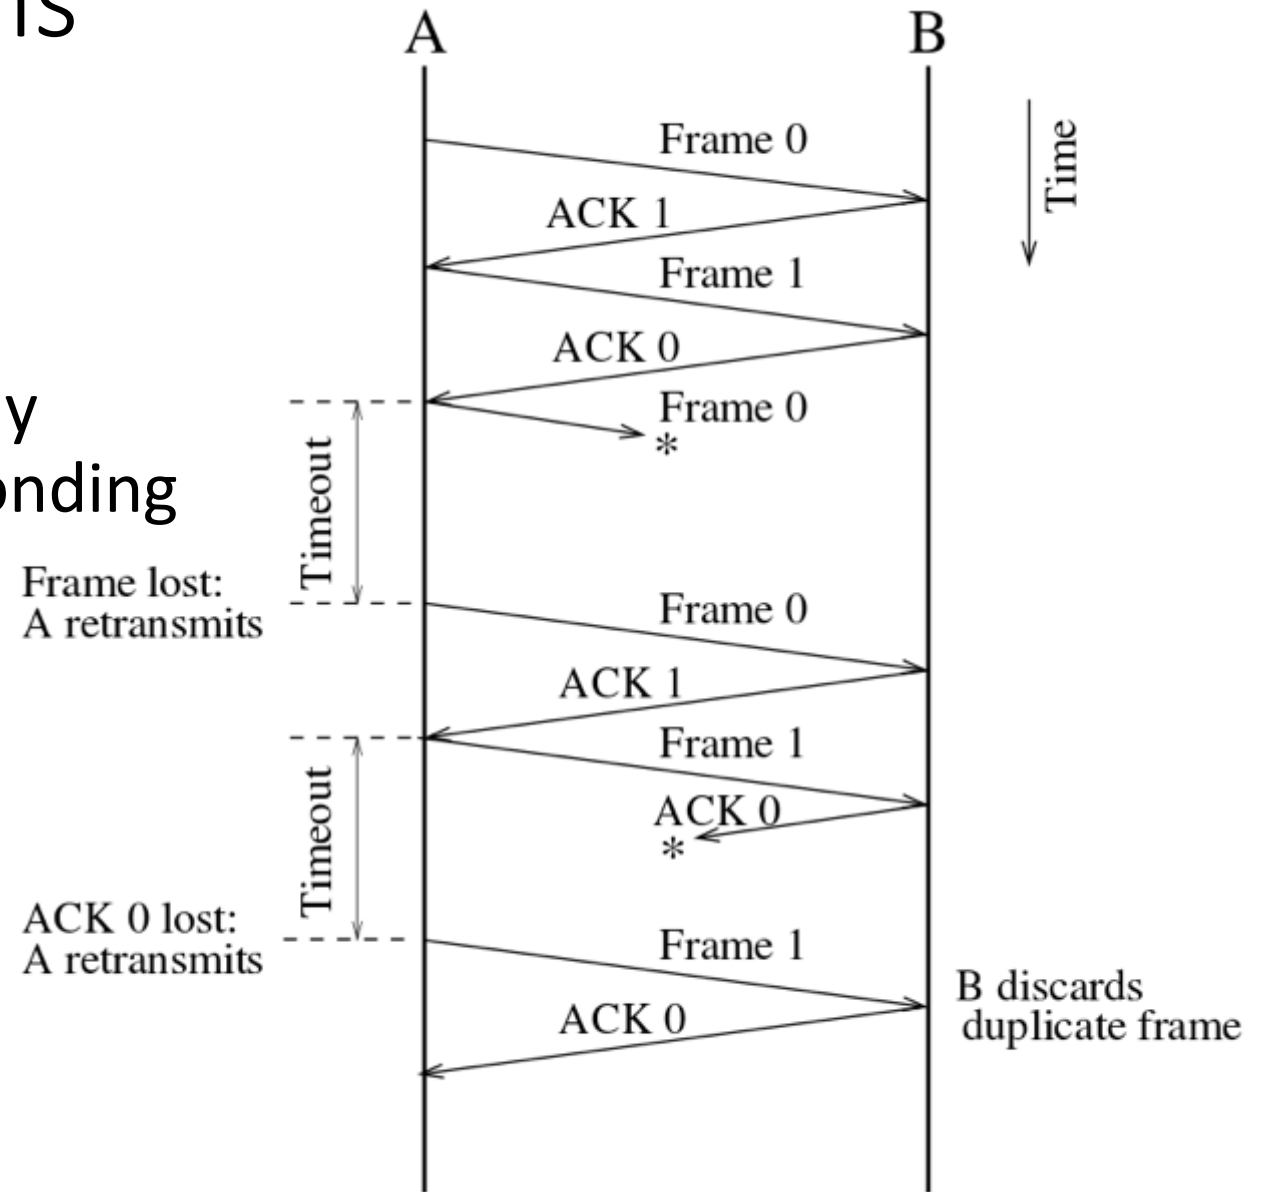 IS
A
B
Frame 0
Time
ACK 1
Frame 1
ACK 0
y
Frame 0
*
onding
Timeout
Frame lost:
A retransmits
Frame 0
ACK 1
Frame 1
Timeout
ACK 0
*
ACK 0 lost:
A retransmits
Frame 1
B discards
duplicate frame
ACK 0